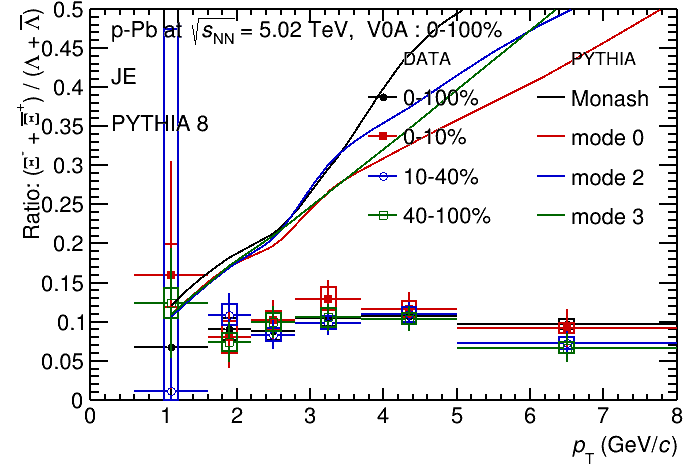 p-Pb at √s_NN = 5.02 TeV, V0A : 0-100%
JE
PYTHIA 8
DATA PYTHIA
0-100% Monash
0-10% mode 0
10-40% mode 2
40-100% mode 3
Ratio: (Ξ⁻ + Ξ̅⁺) / (Λ + Λ̅)
0.5
0.45
0.4
0.35
0.3
0.25
0.2
0.15
0.1
0.05
0
0 1 2 3 4 5 6 7 8
p_T (GeV/c)